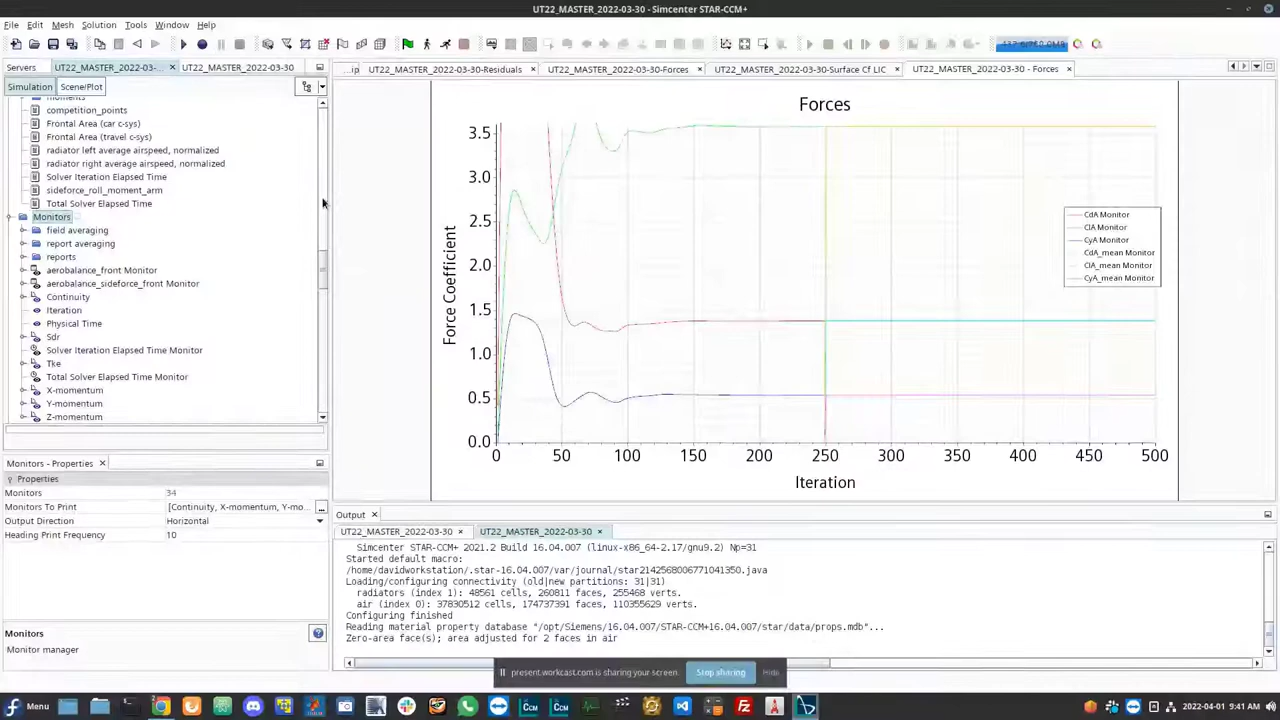 UT22_MASTER_2022-03-30 - Simcenter STAR-CCM+
File Edit Mesh Solution Tools Window Help
Servers UT22_MASTER_2022-03-... × UT22_MASTER_2022-03-30
...ip UT22_MASTER_2022-03-30-Residuals × UT22_MASTER_2022-03-30-Forces × UT22_MASTER_2022-03-30-Surface Cf LIC × UT22_MASTER_2022-03-30 - Forces ×
Simulation Scene/Plot
moments
competition_points
Frontal Area (car c-sys)
Frontal Area (travel c-sys)
radiator left average airspeed, normalized
radiator right average airspeed, normalized
Solver Iteration Elapsed Time
sideforce_roll_moment_arm
Total Solver Elapsed Time
Monitors
field averaging
report averaging
reports
aerobalance_front Monitor
aerobalance_sideforce_front Monitor
Continuity
Iteration
Physical Time
Sdr
Solver Iteration Elapsed Time Monitor
Tke
Total Solver Elapsed Time Monitor
X-momentum
Y-momentum
Z-momentum
Monitors - Properties ×
Properties
Monitors 34
Monitors To Print [Continuity, X-momentum, Y-mo... ...
Output Direction Horizontal
Heading Print Frequency 10
Monitors
Monitor manager
Forces
Force Coefficient
3.5
3.0
2.5
2.0
1.5
1.0
0.5
0.0
0 50 100 150 200 250 300 350 400 450 500
Iteration
CdA Monitor
ClA Monitor
CyA Monitor
CdA_mean Monitor
ClA_mean Monitor
CyA_mean Monitor
Output ×
UT22_MASTER_2022-03-30 × UT22_MASTER_2022-03-30 ×
Simcenter STAR-CCM+ 2021.2 Build 16.04.007 (linux-x86_64-2.17/gnu9.2) Np=31
Started default macro:
/home/davidworkstation/.star-16.04.007/var/journal/star2142568006771041350.java
Loading/configuring connectivity (old|new partitions: 31|31)
radiators (index 1): 48561 cells, 260811 faces, 255468 verts.
air (index 0): 37830512 cells, 174737391 faces, 110355629 verts.
Configuring finished
Reading material property database "/opt/Siemens/16.04.007/STAR-CCM+16.04.007/star/data/props.mdb"...
Zero-area face(s); area adjusted for 2 faces in air
present.workcast.com is sharing your screen. Stop sharing Hide
Menu
2022-04-01 9:41 AM